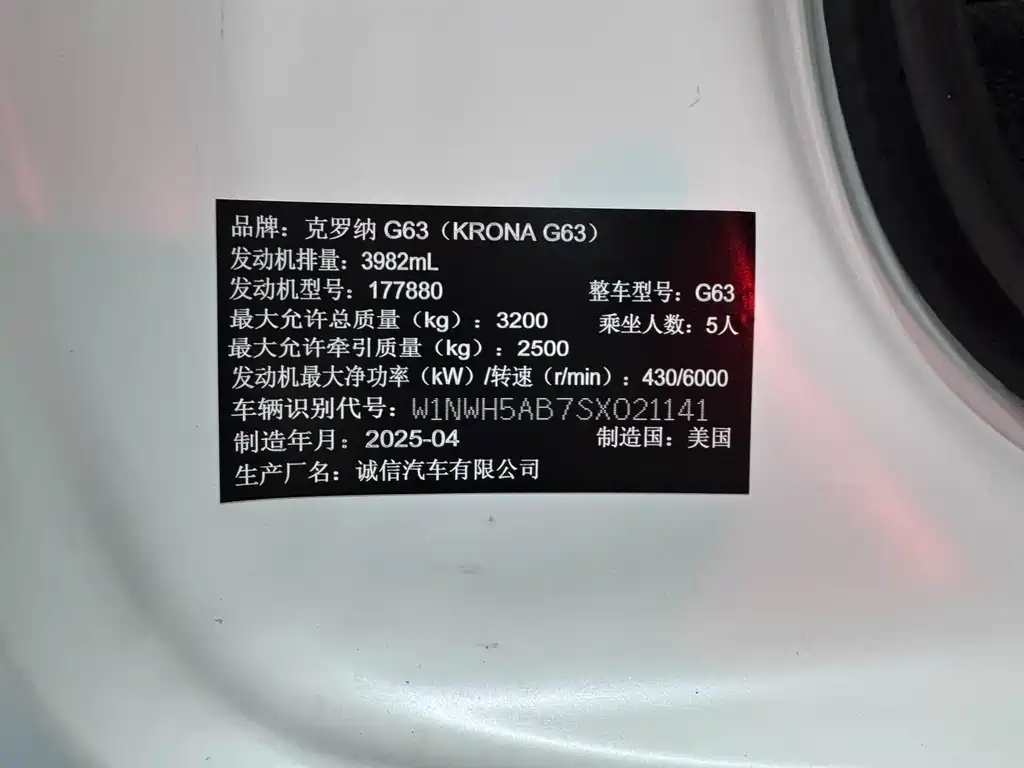 品牌：克罗纳 G63（KRONA G63）
发动机排量：3982mL
发动机型号：177880 整车型号：G63
最大允许总质量（kg）：3200 乘坐人数：5人
最大允许牵引质量（kg）：2500
发动机最大净功率（kW）/转速（r/min）：430/6000
车辆识别代号：W1NWH5AB7SX021141
制造年月：2025-04 制造国：美国
生产厂名：诚信汽车有限公司